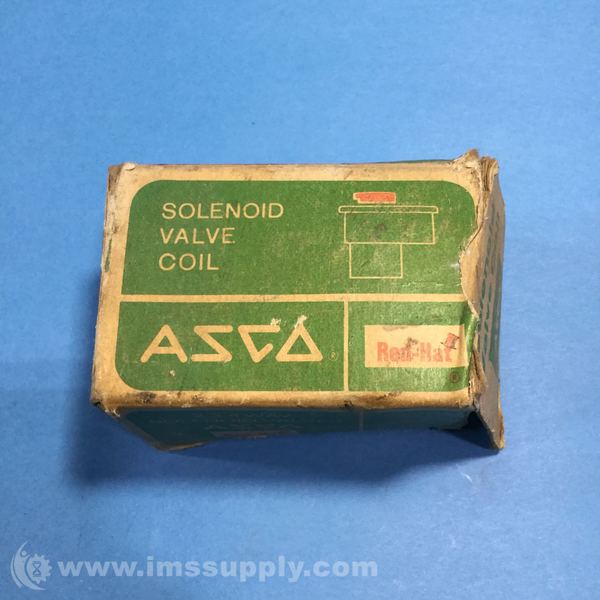 SOLENOID
VALVE
COIL
ASCO®
Red-Hat
®
www.imssupply.com